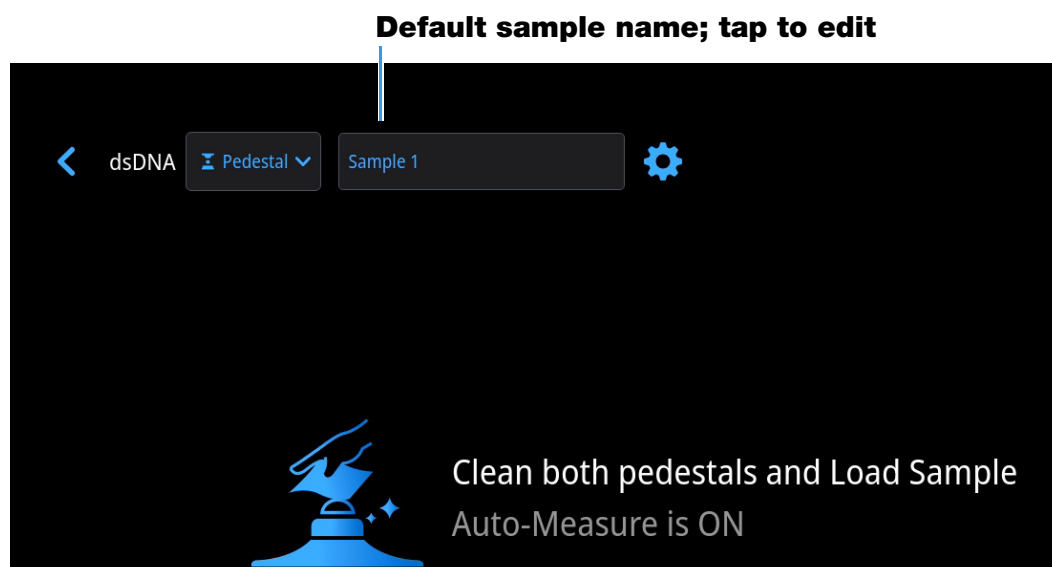 Default sample name; tap to edit
dsDNA Pedestal Sample 1
Clean both pedestals and Load Sample
Auto-Measure is ON